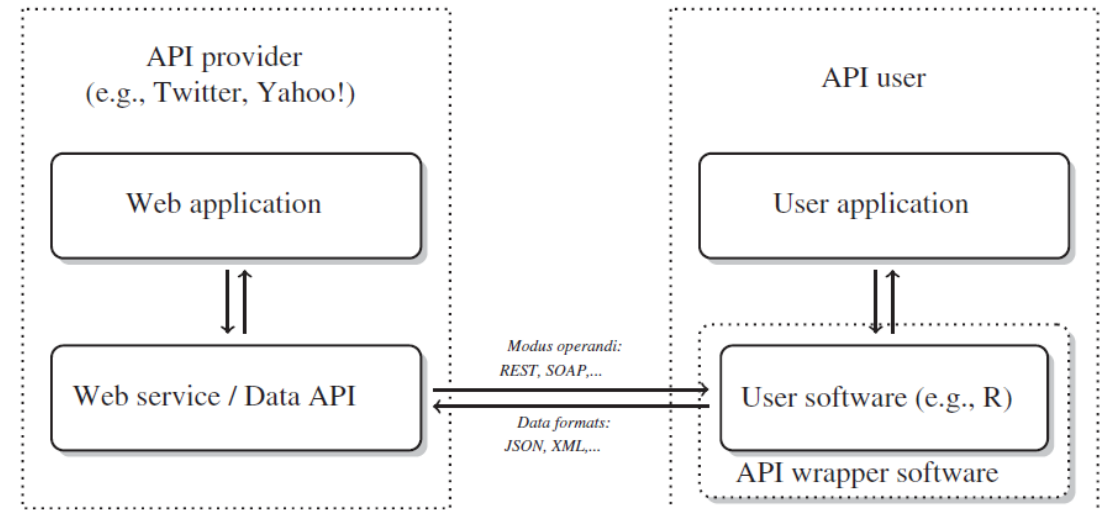 API provider
(e.g., Twitter, Yahoo!)
Web application
Web service / Data API
Modus operandi:
REST, SOAP,...
Data formats:
JSON, XML,...
API user
User application
User software (e.g., R)
API wrapper software